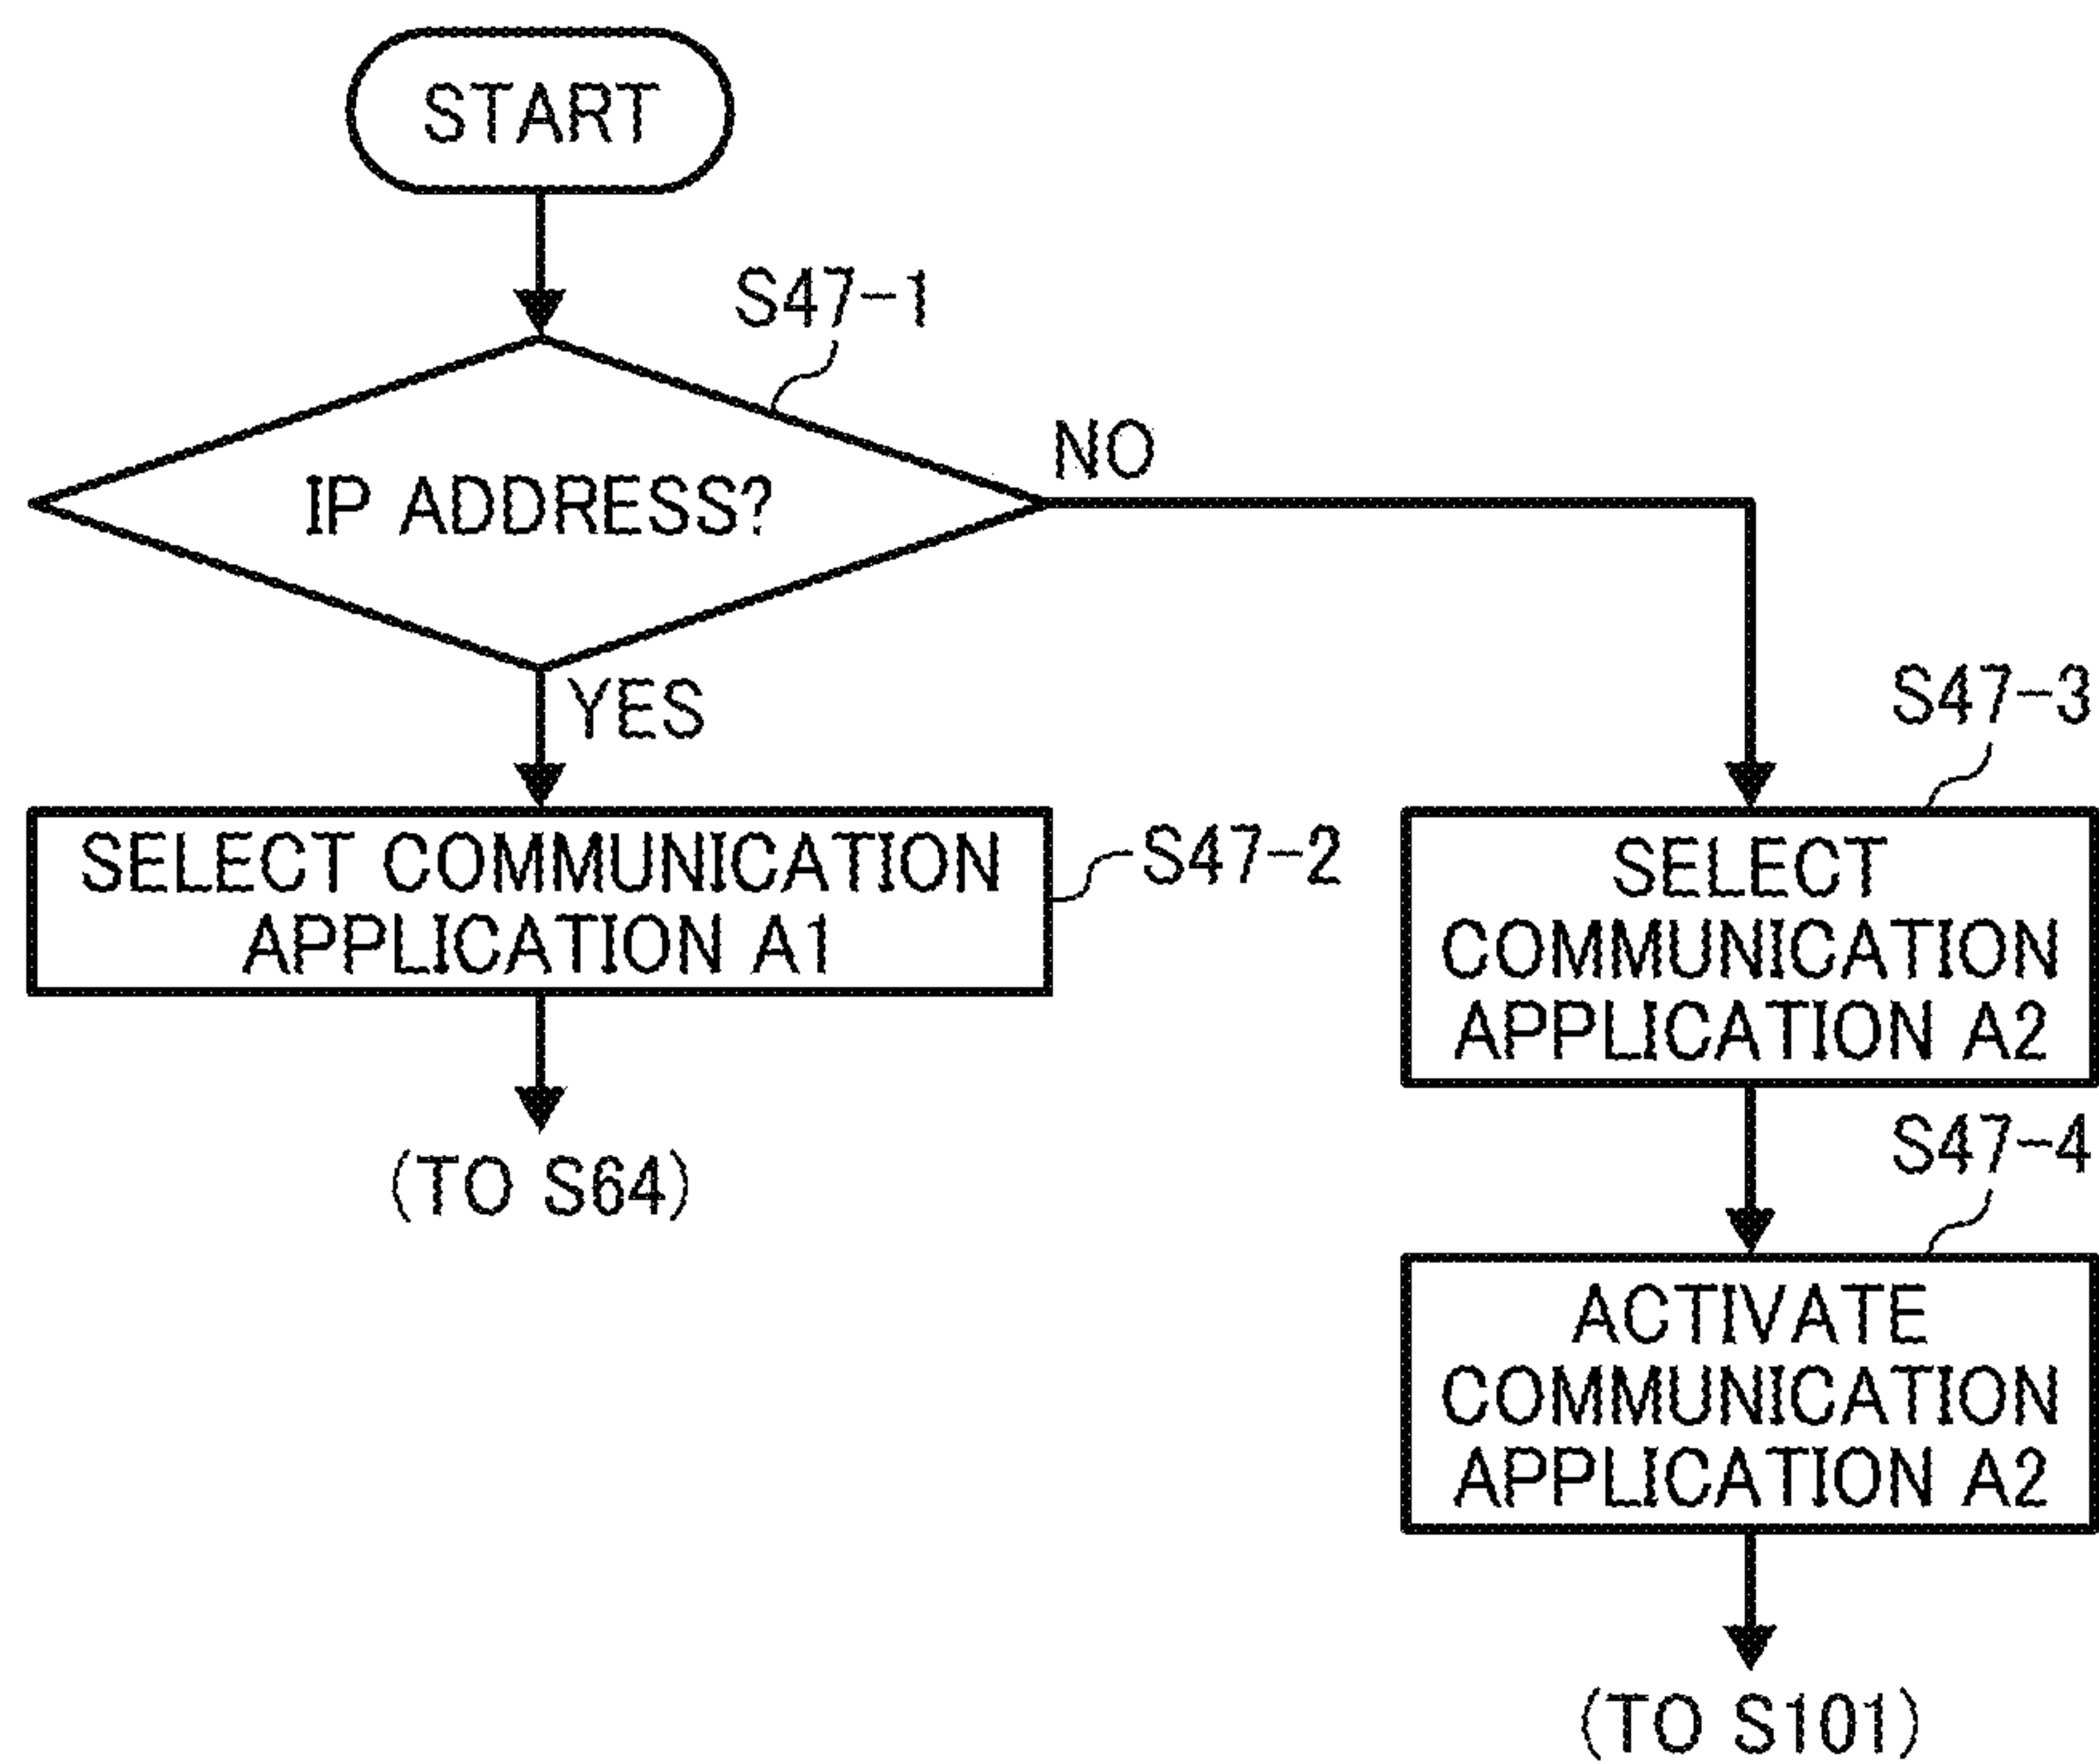 START
S47-1
IP ADDRESS?
NO
YES
S47-2
SELECT COMMUNICATION
APPLICATION A1
(TO S64)
S47-3
SELECT
COMMUNICATION
APPLICATION A2
S47-4
ACTIVATE
COMMUNICATION
APPLICATION A2
(TO S101)